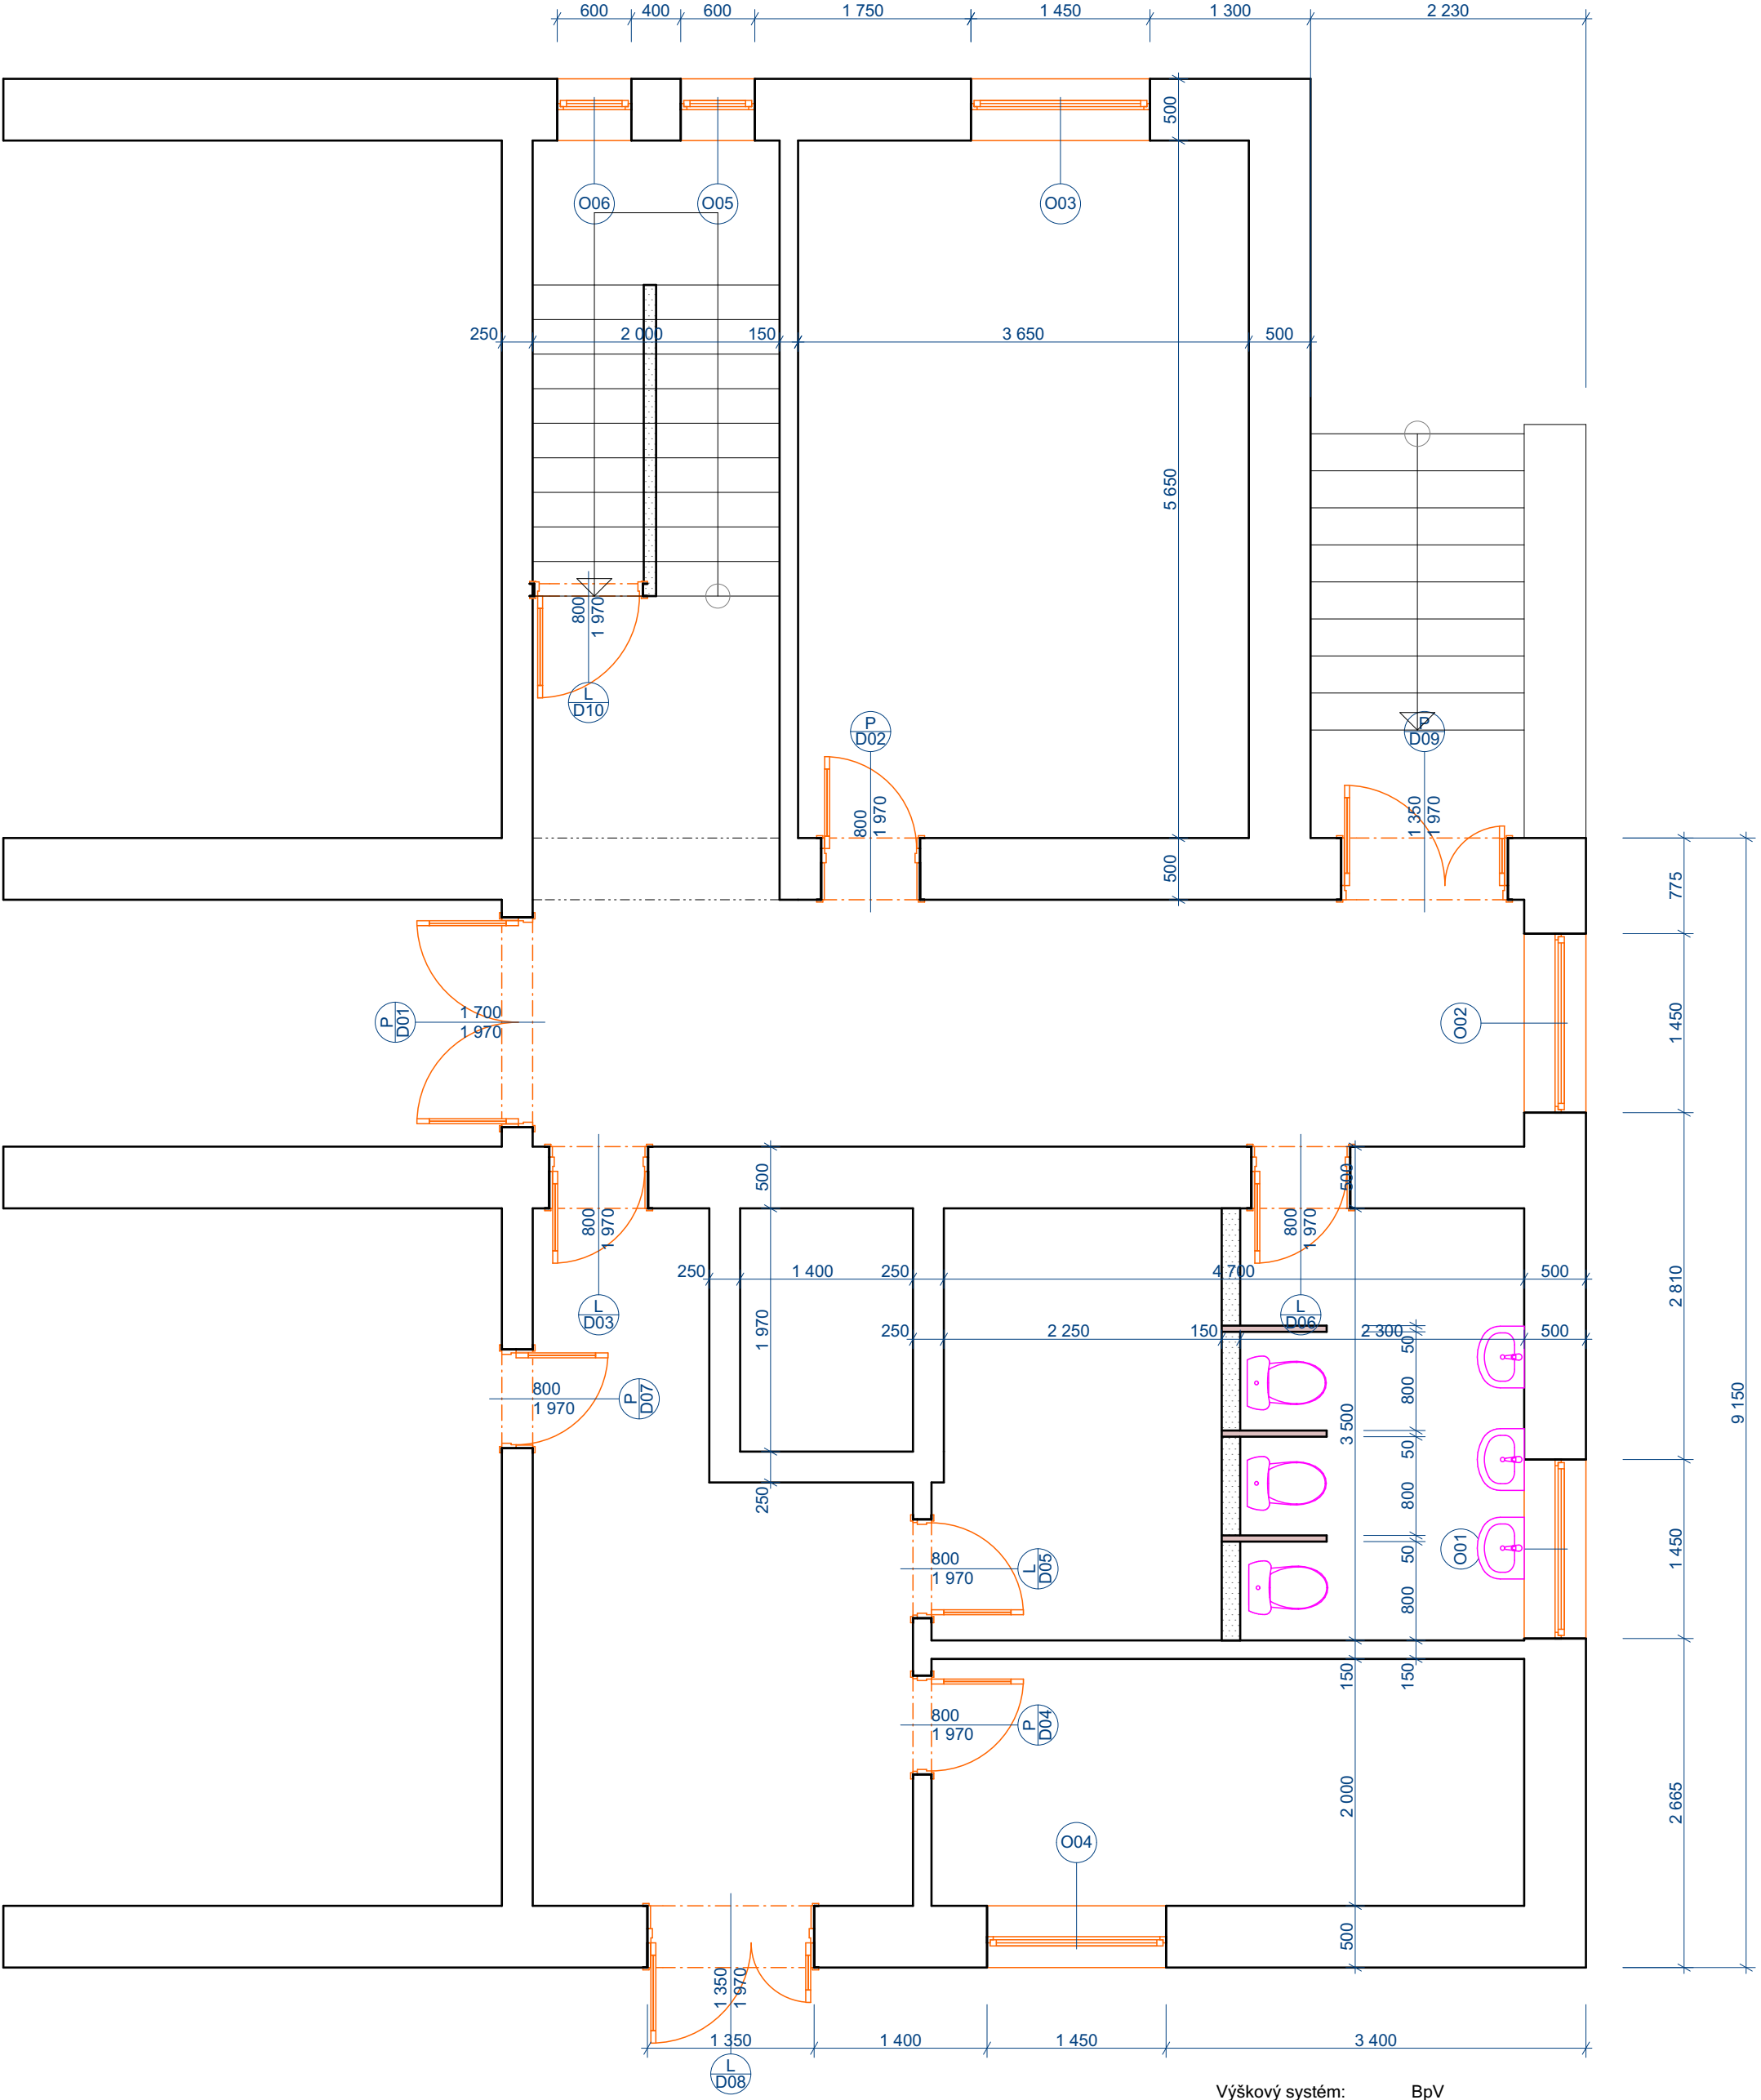 600 400 600 1 750 1 450 1 300 2 230
500
O06 O05 O03
250 2 000 150 3 650 500
5 650
800
1 970
L
D10
P
D02
800
1 970
P
D09
1 350
1 970
500
775
P
D01
1 700
1 970
O02
1 450
9 150
500
500
800
1 970
L
D03
800
1 970
L
D06
250 1 400 250 4 700 500
2 810
1 970
250 2 250 150 2 300 500
50
800
1 970
P
D07
800
3 500
50
250
800
O01
1 450
800
1 970
L
D05
50
800
150
150
800
1 970
P
D04
2 000
2 665
O04
500
1 350
1 970
1 350 1 400 1 450 3 400
L
D08
Výškový systém: BpV